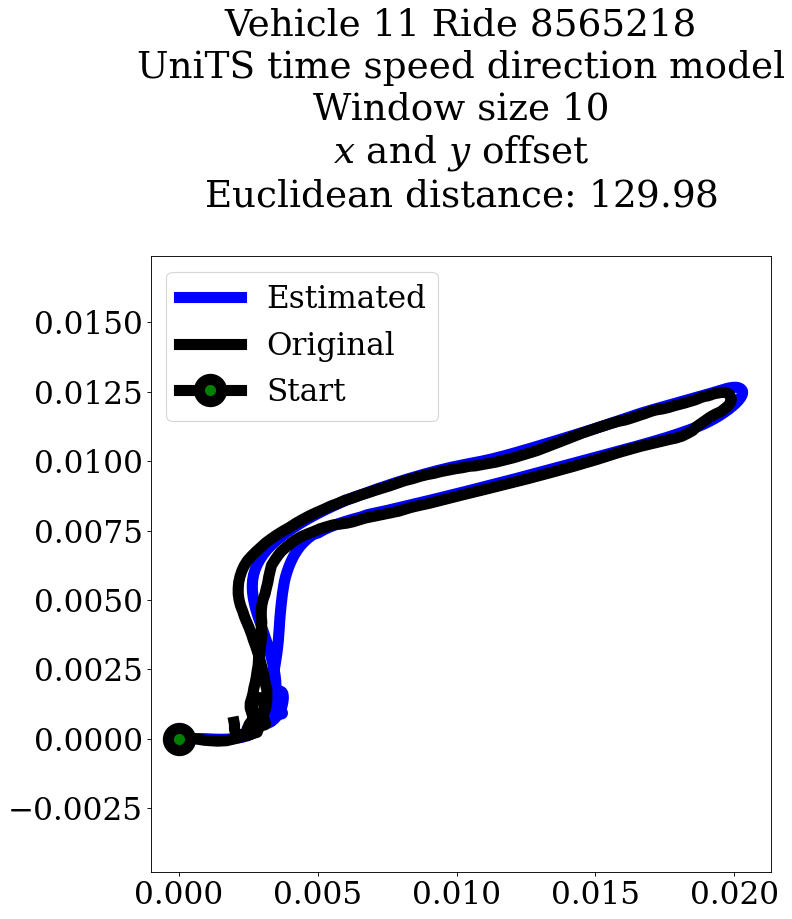 Vehicle 11 Ride 8565218
UniTS time speed direction model
Window size 10
x and y offset
Euclidean distance: 129.98
Estimated
Original
Start
0.0150
0.0125
0.0100
0.0075
0.0050
0.0025
0.0000
−0.0025
0.000 0.005 0.010 0.015 0.020